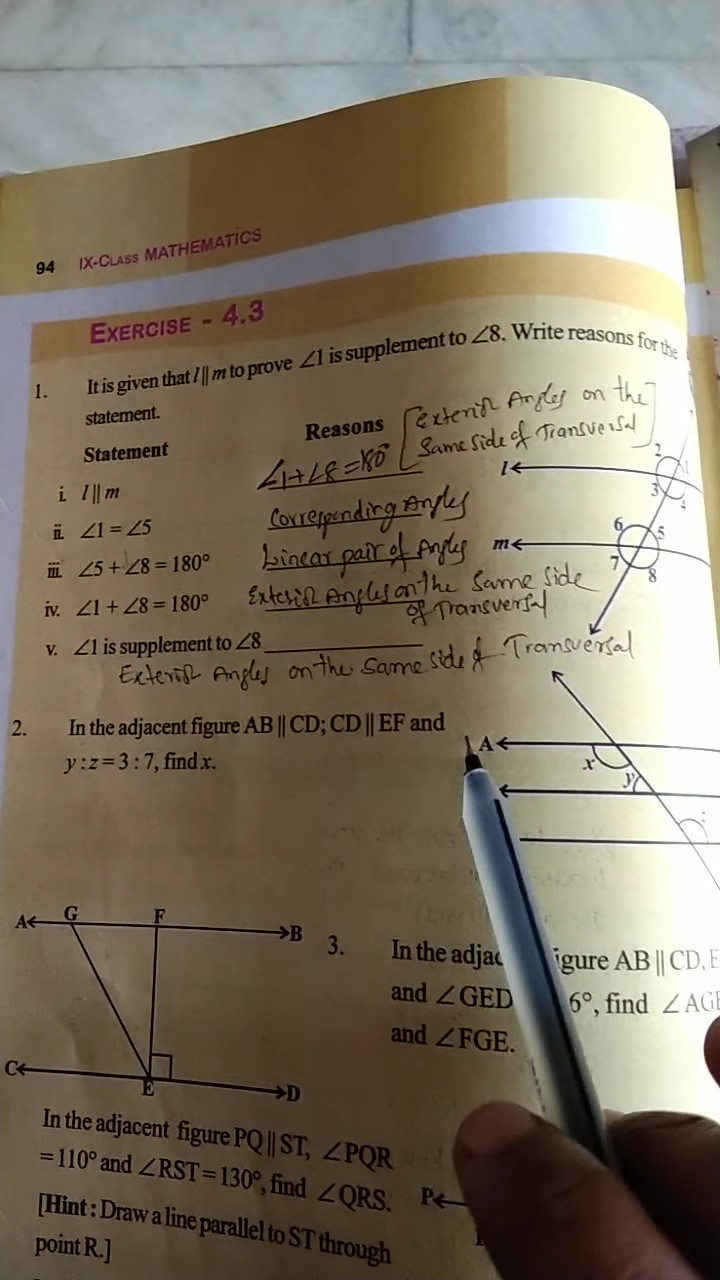 94 IX-CLASS MATHEMATICS
EXERCISE - 4.3
1. It is given that l || m to prove ∠1 is supplement to ∠8. Write reasons for the
statement.
Statement
Reasons
[Exterior Angles on the
Same side of Transversal]
i. l || m ∠1+∠8=180°
ii. ∠1 = ∠5 Corresponding Angles
iii. ∠5 + ∠8 = 180° Linear pair of Angles
iv. ∠1 + ∠8 = 180° Exterior Angles on the Same side
of Transversal
v. ∠1 is supplement to ∠8
Exterior Angles on the Same side of Transversal
l
2
1
3
4
m
6
5
7
8
2. In the adjacent figure AB || CD; CD || EF and
y : z = 3 : 7, find x.
A
x
y
A G F B
C E D
3. In the figure AB || CD, E
and ∠GED 6°, find ∠AG
and ∠FGE.
In the adjacent figure PQ || ST, ∠PQR
= 110° and ∠RST = 130°, find ∠QRS.
[Hint : Draw a line parallel to ST through
point R.]
P